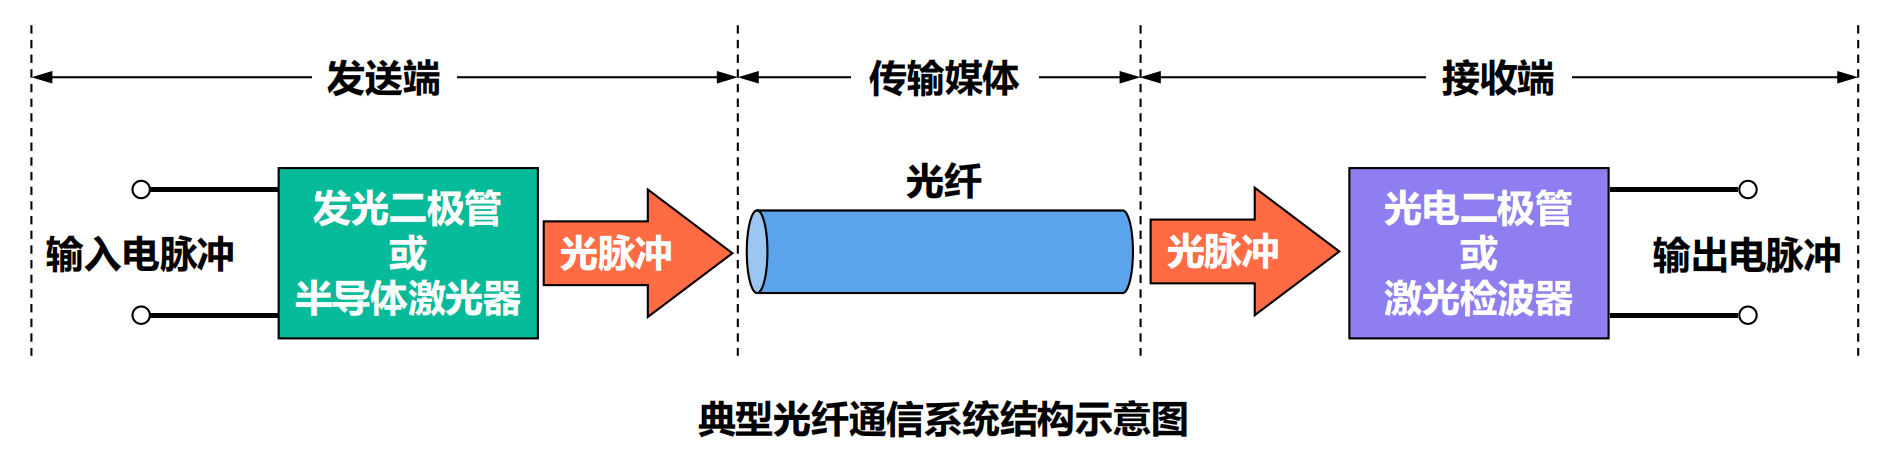 发送端
传输媒体
接收端
光纤
输入电脉冲
发光二极管
或
半导体激光器
光脉冲
光脉冲
光电二极管
或
激光检波器
输出电脉冲
典型光纤通信系统结构示意图